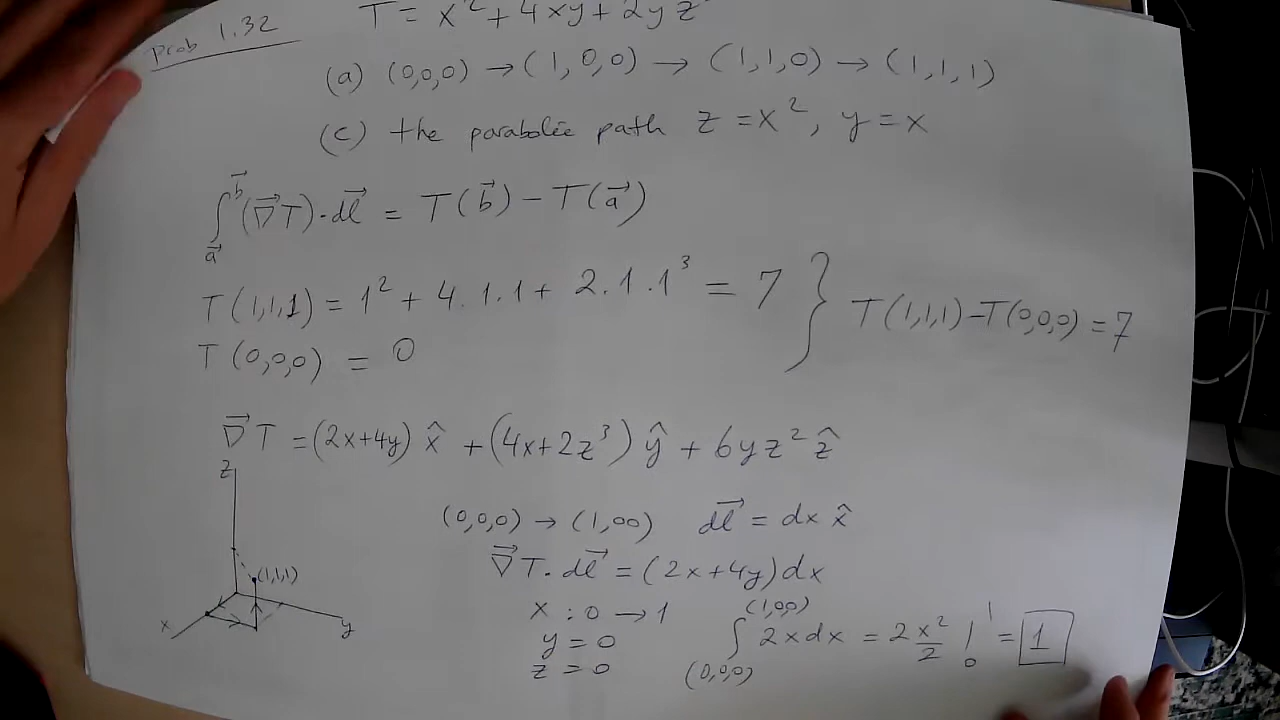 Prob 1.32
T = x² + 4xy + 2yz³
(a) (0,0,0) → (1,0,0) → (1,1,0) → (1,1,1)
(c) the parabolic path z = x², y = x
∫_a⃗^b⃗ (∇⃗T)·dl⃗ = T(b⃗) - T(a⃗)
T(1,1,1) = 1² + 4.1.1 + 2.1.1³ = 7
T(0,0,0) = 0
} T(1,1,1) - T(0,0,0) = 7
∇⃗T = (2x+4y) x̂ + (4x+2z³) ŷ + 6yz² ẑ
z
(1,1,1)
x
y
(0,0,0) → (1,00) dl⃗ = dx x̂
∇⃗T·dl⃗ = (2x+4y)dx
x : 0 → 1
y = 0
z = 0
∫_(0,0,0)^(1,00) 2x dx = 2 x²/2 |_0^1 = 1